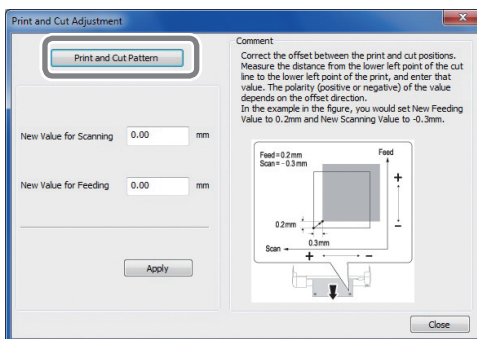 Print and Cut Adjustment
Print and Cut Pattern
New Value for Scanning 0.00 mm
New Value for Feeding 0.00 mm
Apply
Comment
Correct the offset between the print and cut positions.
Measure the distance from the lower left point of the cut
line to the lower left point of the print, and enter that
value. The polarity (positive or negative) of the value
depends on the offset direction.
In the example in the figure, you would set New Feeding
Value to 0.2mm and New Scanning Value to -0.3mm.
Feed=0.2mm
Scan=-0.3mm
Feed
+
-
0.2mm
0.3mm
Scan
+ -
Close